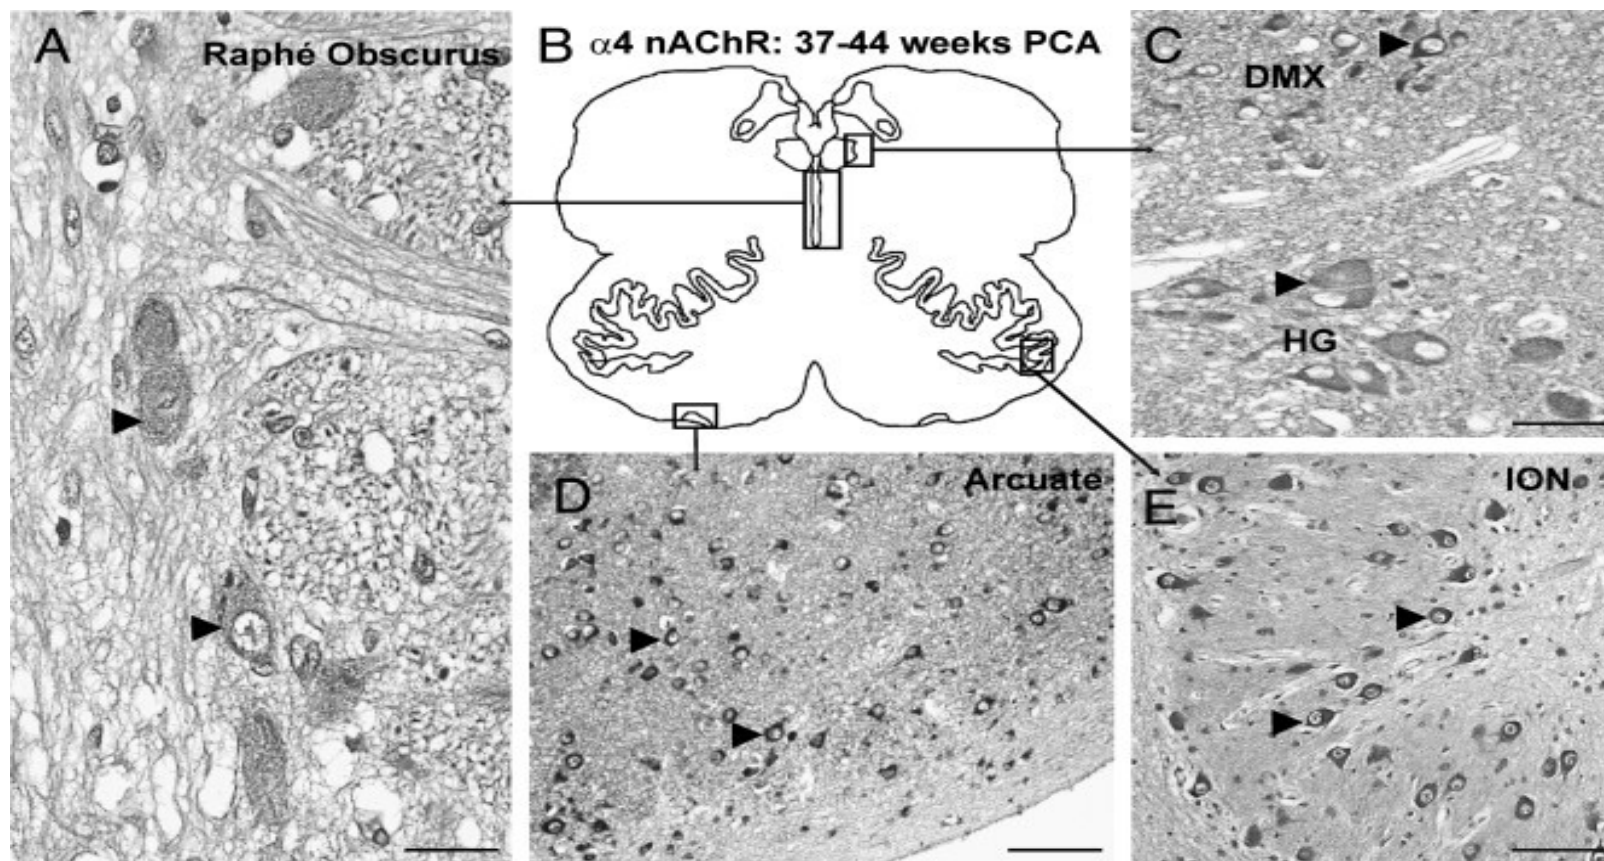 A
Raphé Obscurus
B
α4 nAChR: 37-44 weeks PCA
C
DMX
HG
D
Arcuate
E
ION